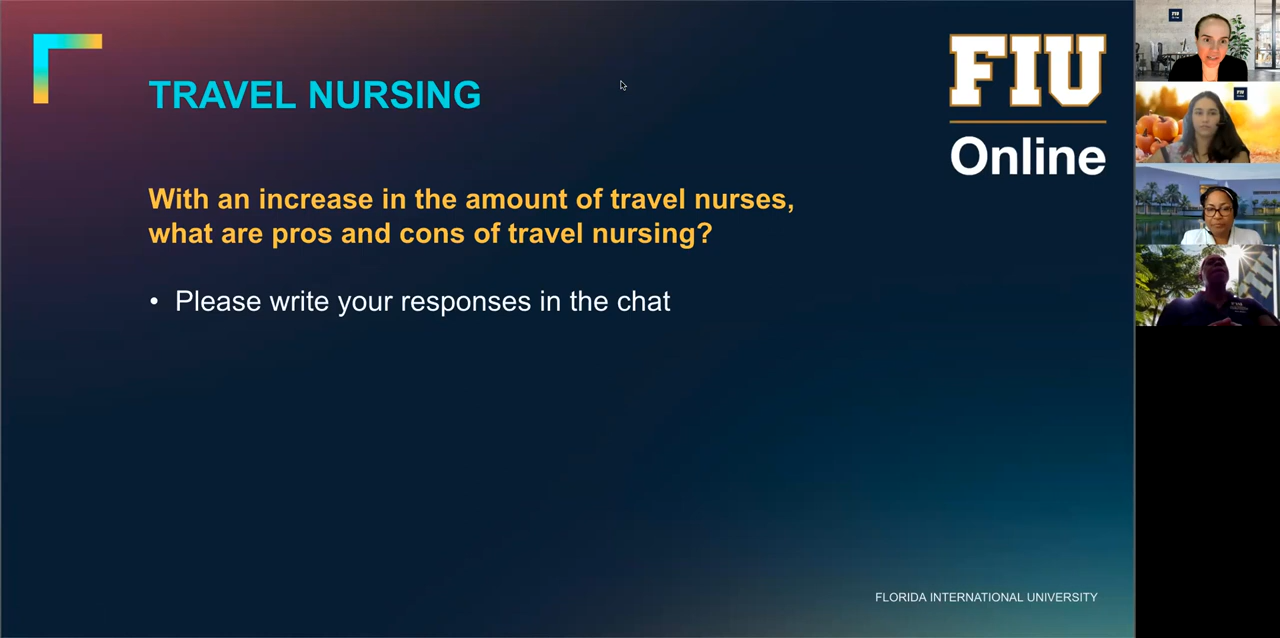 TRAVEL NURSING
FIU
Online
With an increase in the amount of travel nurses,
what are pros and cons of travel nursing?
• Please write your responses in the chat
FLORIDA INTERNATIONAL UNIVERSITY